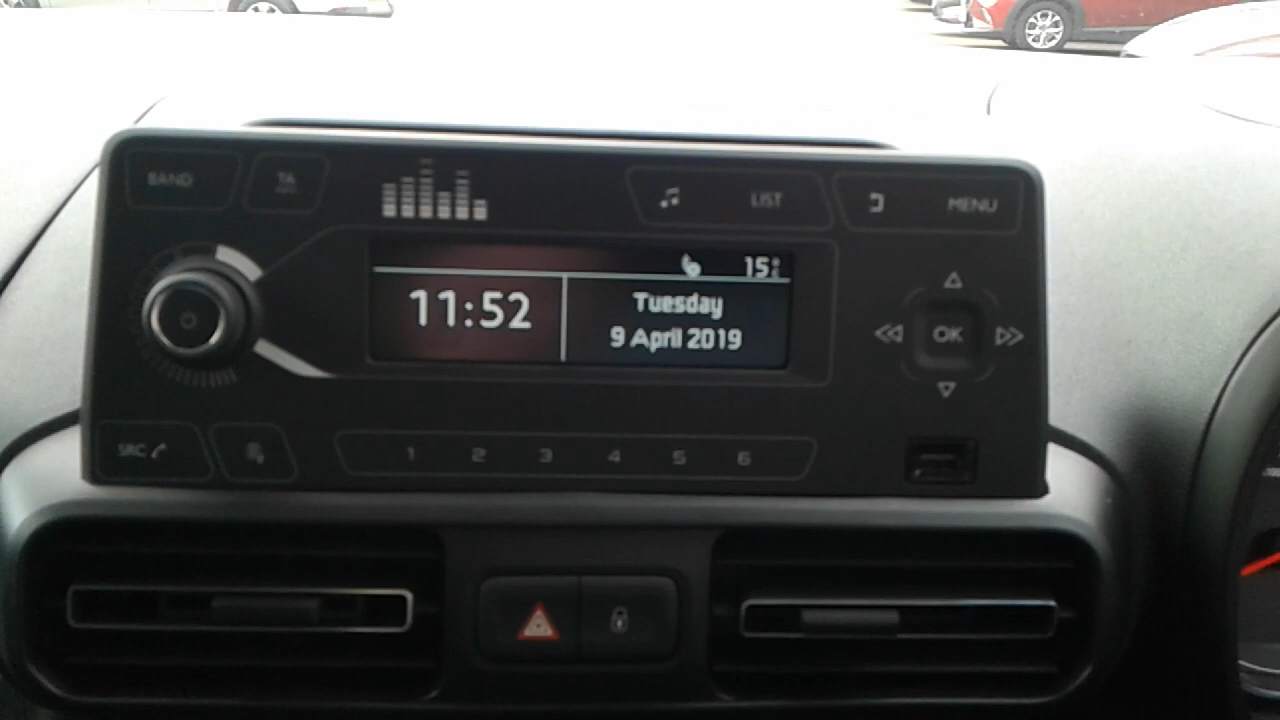 BAND TA LIST MENU
15°C
11:52 Tuesday
9 April 2019
OK
SRC 1 2 3 4 5 6